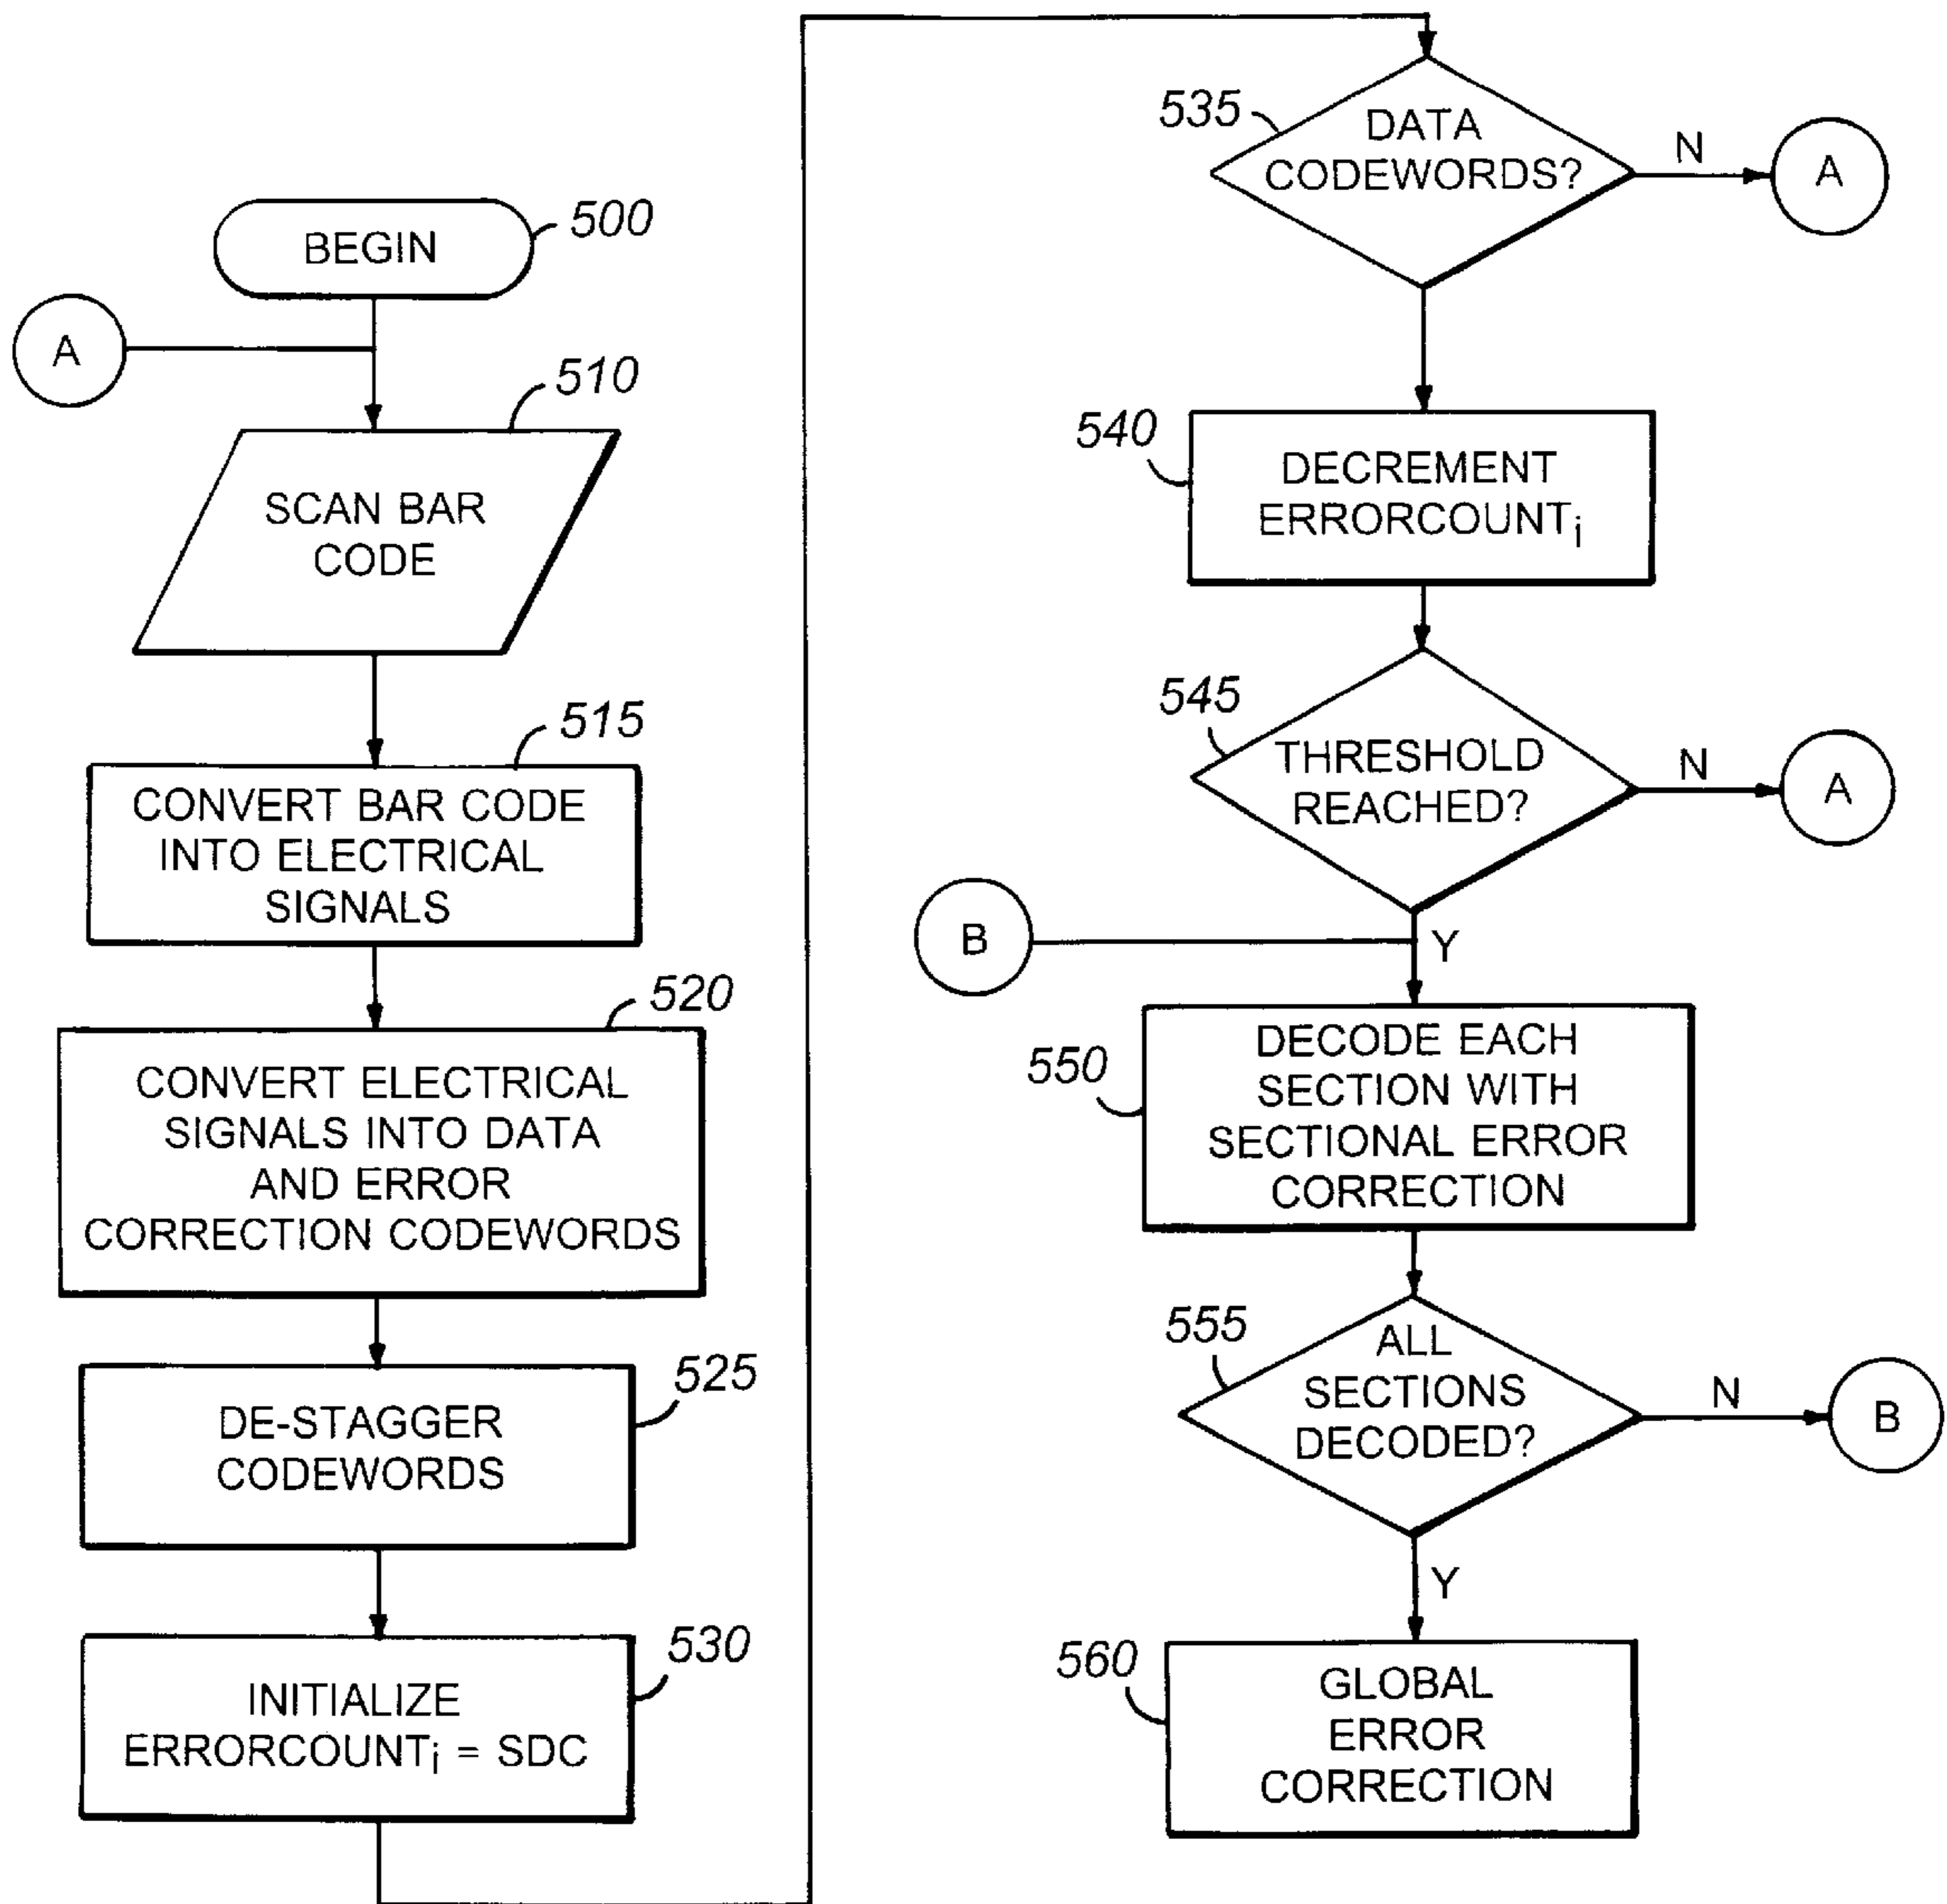 BEGIN
500
A
510
SCAN BAR
CODE
515
CONVERT BAR CODE
INTO ELECTRICAL
SIGNALS
520
CONVERT ELECTRICAL
SIGNALS INTO DATA
AND ERROR
CORRECTION CODEWORDS
525
DE-STAGGER
CODEWORDS
530
INITIALIZE
ERRORCOUNTi = SDC
535
DATA
CODEWORDS?
N
A
540
DECREMENT
ERRORCOUNTi
545
THRESHOLD
REACHED?
N
A
B
Y
550
DECODE EACH
SECTION WITH
SECTIONAL ERROR
CORRECTION
555
ALL
SECTIONS
DECODED?
N
B
Y
560
GLOBAL
ERROR
CORRECTION